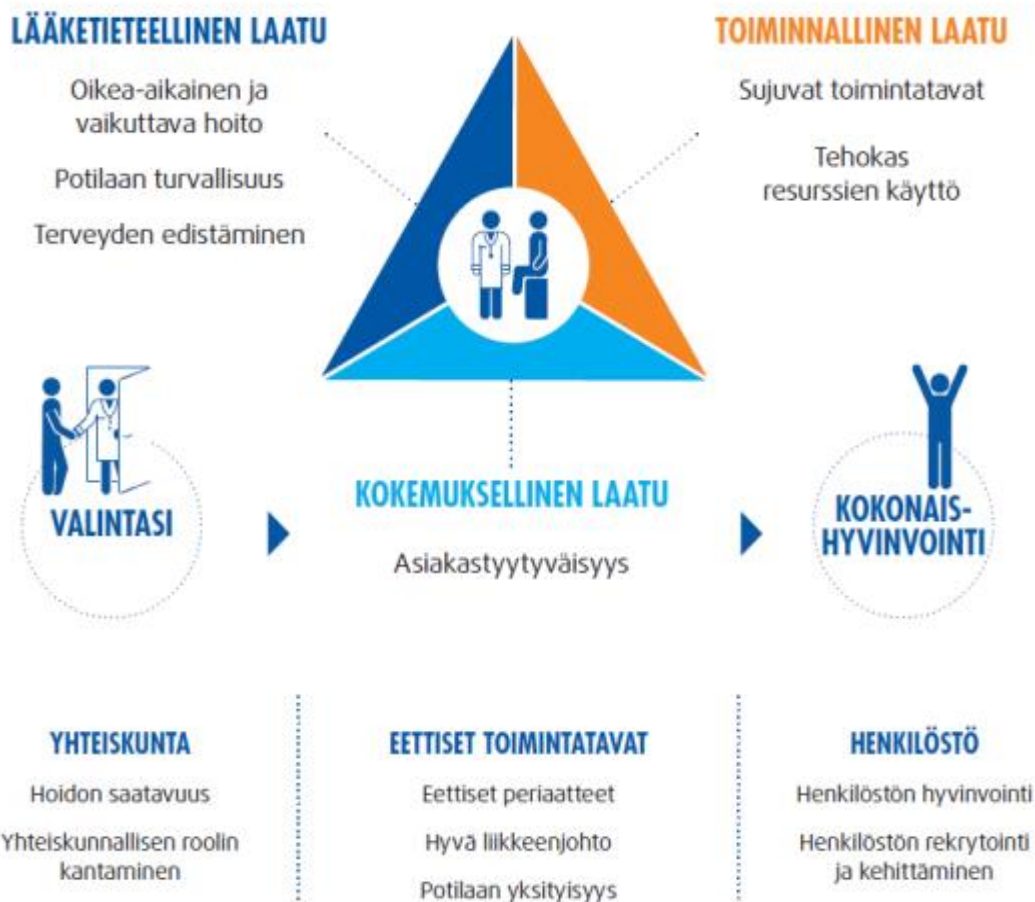 LÄÄKETIETEELLINEN LAATU
Oikea-aikainen ja
vaikuttava hoito
Potilaan turvallisuus
Terveyden edistäminen
TOIMINNALLINEN LAATU
Sujuvat toimintatavat
Tehokas
resurssien käyttö
VALINTASI
KOKEMUKSELLINEN LAATU
Asiakastyytyväisyys
KOKONAIS-
HYVINVOINTI
YHTEISKUNTA
Hoidon saatavuus
Yhteiskunnallisen roolin
kantaminen
EETTISET TOIMINTATAVAT
Eettiset periaatteet
Hyvä liikkeenjohto
Potilaan yksityisyys
HENKILÖSTÖ
Henkilöstön hyvinvointi
Henkilöstön rekrytointi
ja kehittäminen